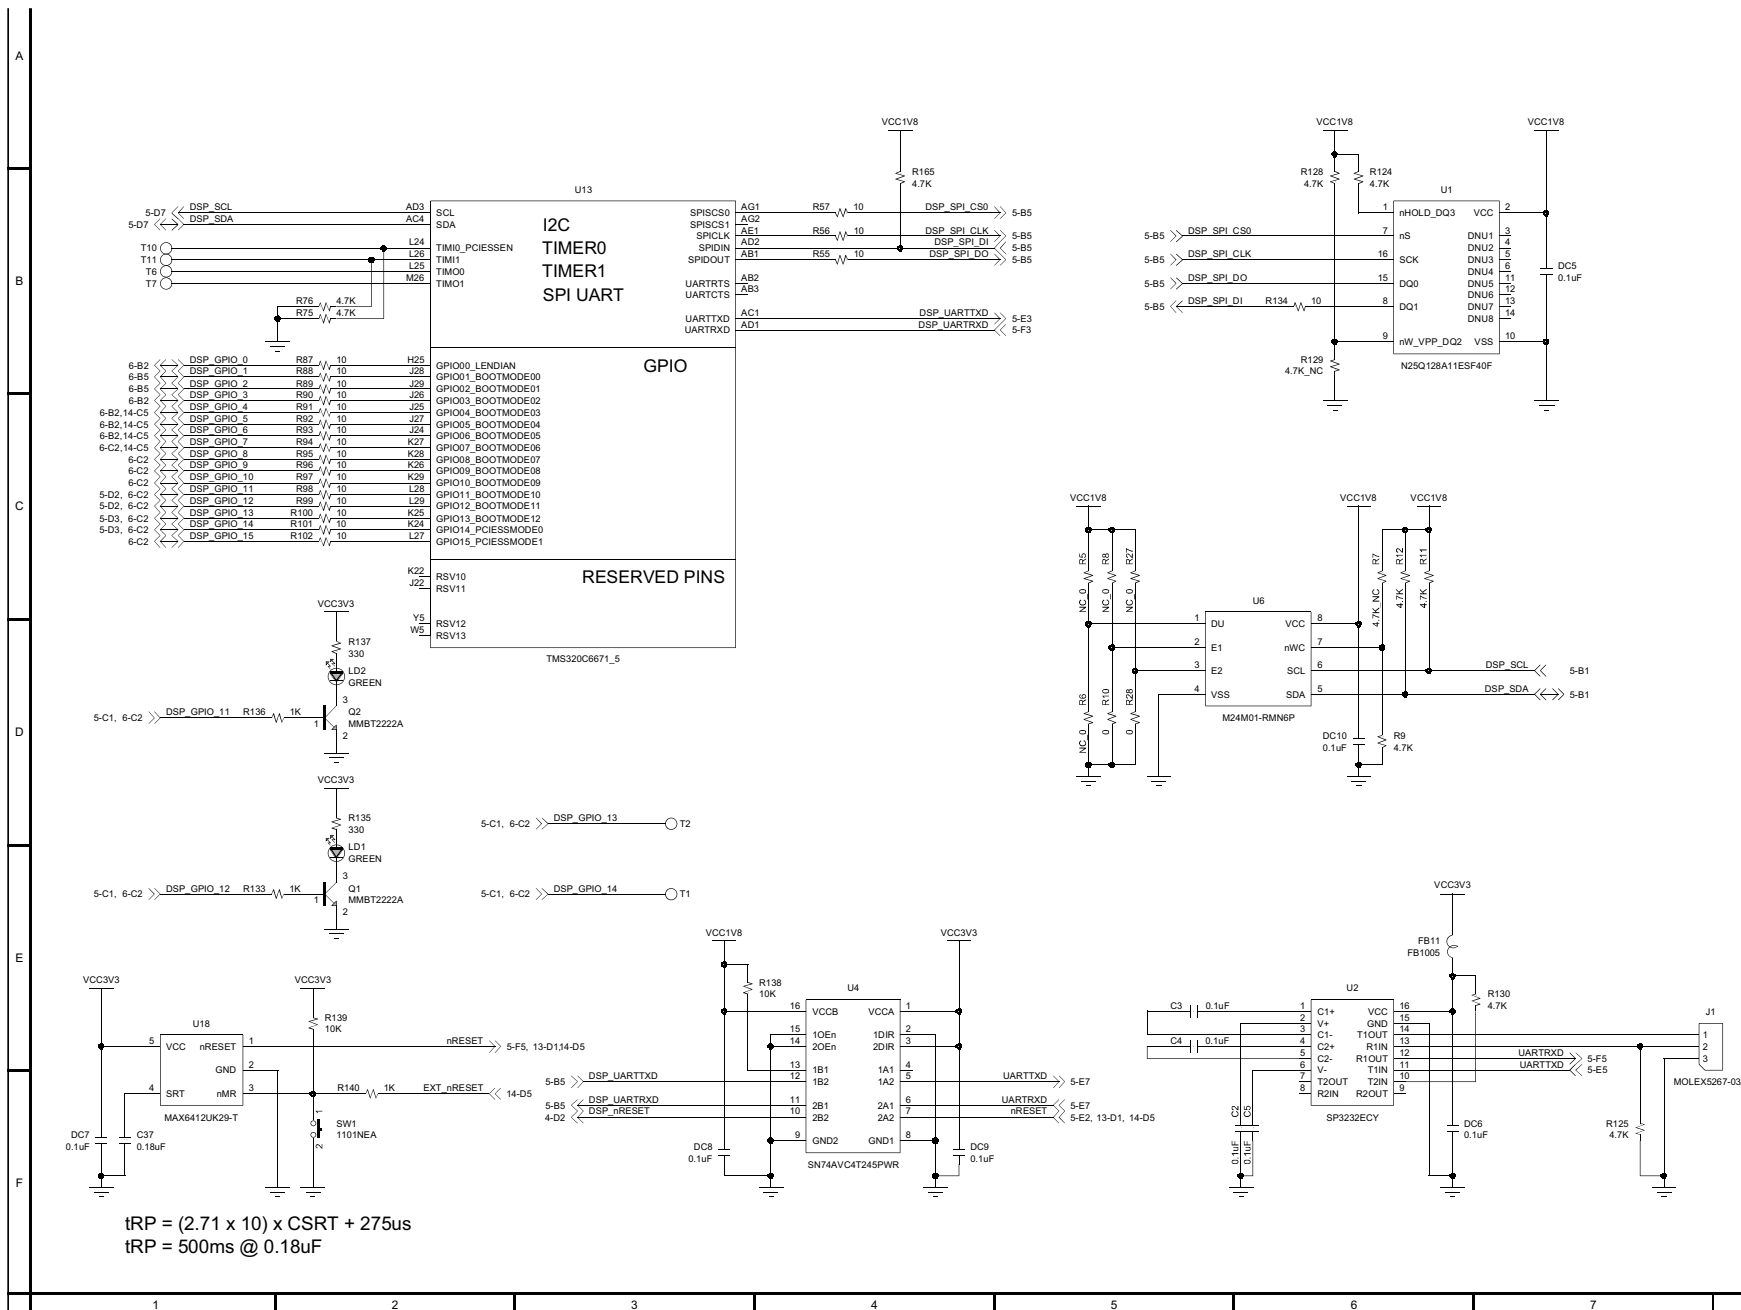 A
B
C
D
E
F
1 2 3 4 5 6 7
U13
I2C
TIMER0
TIMER1
SPI UART
GPIO
RESERVED PINS
TMS320C6671_5
5-D7 DSP_SCL AD3 SCL
5-D7 DSP_SDA AC4 SDA
T10 L24 TIMI0_PCIESSEN
T11 L26 TIMI1
T6 L25 TIMO0
T7 M26 TIMO1
R76 4.7K
R75 4.7K
6-B2 DSP_GPIO_0 R87 10 H25 GPIO00_LENDIAN
6-B5 DSP_GPIO_1 R88 10 J28 GPIO01_BOOTMODE00
6-B5 DSP_GPIO_2 R89 10 J29 GPIO02_BOOTMODE01
6-B2 DSP_GPIO_3 R90 10 J26 GPIO03_BOOTMODE02
6-B2,14-C5 DSP_GPIO_4 R91 10 J25 GPIO04_BOOTMODE03
6-B2,14-C5 DSP_GPIO_5 R92 10 J27 GPIO05_BOOTMODE04
6-B2,14-C5 DSP_GPIO_6 R93 10 J24 GPIO06_BOOTMODE05
6-C2,14-C5 DSP_GPIO_7 R94 10 K27 GPIO07_BOOTMODE06
6-C2 DSP_GPIO_8 R95 10 K28 GPIO08_BOOTMODE07
6-C2 DSP_GPIO_9 R96 10 K26 GPIO09_BOOTMODE08
6-C2 DSP_GPIO_10 R97 10 K29 GPIO10_BOOTMODE09
5-D2, 6-C2 DSP_GPIO_11 R98 10 L28 GPIO11_BOOTMODE10
5-D2, 6-C2 DSP_GPIO_12 R99 10 L29 GPIO12_BOOTMODE11
5-D3, 6-C2 DSP_GPIO_13 R100 10 K25 GPIO13_BOOTMODE12
5-D3, 6-C2 DSP_GPIO_14 R101 10 K24 GPIO14_PCIESSMODE0
6-C2 DSP_GPIO_15 R102 10 L27 GPIO15_PCIESSMODE1
K22 RSV10
J22 RSV11
Y5 RSV12
W5 RSV13
VCC1V8
R165
4.7K
SPISCS0 AG1 R57 10 DSP_SPI_CS0 5-B5
SPISCS1 AG2
SPICLK AE1 R56 10 DSP_SPI_CLK 5-B5
SPIDIN AD2 DSP_SPI_DI 5-B5
SPIDOUT AB1 R55 10 DSP_SPI_DO 5-B5
UARTRTS AB2
UARTCTS AB3
UARTTXD AC1 DSP_UARTTXD 5-E3
UARTRXD AD1 DSP_UARTRXD 5-F3
VCC1V8 VCC1V8
R128 4.7K
R124 4.7K
U1
1 nHOLD_DQ3 VCC 2
5-B5 DSP_SPI_CS0 7 nS DNU1 3
DNU2 4
5-B5 DSP_SPI_CLK 16 SCK DNU3 5
DNU4 6
5-B5 DSP_SPI_DO 15 DQ0 DNU5 11
DNU6 12
5-B5 DSP_SPI_DI R134 10 8 DQ1 DNU7 13
DNU8 14
9 nW_VPP_DQ2 VSS 10
N25Q128A11ESF40F
R129
4.7K_NC
DC5
0.1uF
VCC1V8 VCC1V8 VCC1V8
R5 NC_0
R8 NC_0
R27 NC_0
R7 4.7K_NC
R12 4.7K
R11 4.7K
U6
1 DU VCC 8
2 E1 nWC 7
3 E2 SCL 6 DSP_SCL 5-B1
4 VSS SDA 5 DSP_SDA 5-B1
M24M01-RMN6P
R6 NC_0
R10 0
R28 0
DC10
0.1uF
R9
4.7K
VCC3V3
R137
330
LD2
GREEN
5-C1, 6-C2 DSP_GPIO_11 R136 1K
1 3 2
Q2
MMBT2222A
VCC3V3
R135
330
LD1
GREEN
5-C1, 6-C2 DSP_GPIO_12 R133 1K
1 3 2
Q1
MMBT2222A
5-C1, 6-C2 DSP_GPIO_13 T2
5-C1, 6-C2 DSP_GPIO_14 T1
VCC3V3 VCC3V3
R139
10K
U18
5 VCC nRESET 1 nRESET 5-F5, 13-D1,14-D5
GND 2
4 SRT nMR 3 R140 1K EXT_nRESET 14-D5
MAX6412UK29-T
DC7
0.1uF
C37
0.18uF
SW1
1101NEA
1
2
VCC1V8 VCC3V3
R138
10K
U4
16 VCCB VCCA 1
15 1OEn 1DIR 2
14 2OEn 2DIR 3
13 1B1 1A1 4
5-B5 DSP_UARTTXD 12 1B2 1A2 5 UARTTXD 5-E7
5-B5 DSP_UARTRXD 11 2B1 2A1 6 UARTRXD 5-E7
4-D2 DSP_nRESET 10 2B2 2A2 7 nRESET 5-E2, 13-D1, 14-D5
9 GND2 GND1 8
SN74AVC4T245PWR
DC8
0.1uF
DC9
0.1uF
VCC3V3
FB11
FB1005
R130
4.7K
U2
C3 0.1uF
C4 0.1uF
1 C1+ VCC 16
2 V+ GND 15
3 C1- T1OUT 14
4 C2+ R1IN 13
5 C2- R1OUT 12 UARTRXD 5-F5
6 V- T1IN 11 UARTTXD 5-E5
7 T2OUT T2IN 10
8 R2IN R2OUT 9
SP3232ECY
C2 0.1uF
C5 0.1uF
DC6
0.1uF
R125
4.7K
J1
1
2
3
MOLEX5267-03
tRP = (2.71 x 10) x CSRT + 275us
tRP = 500ms @ 0.18uF